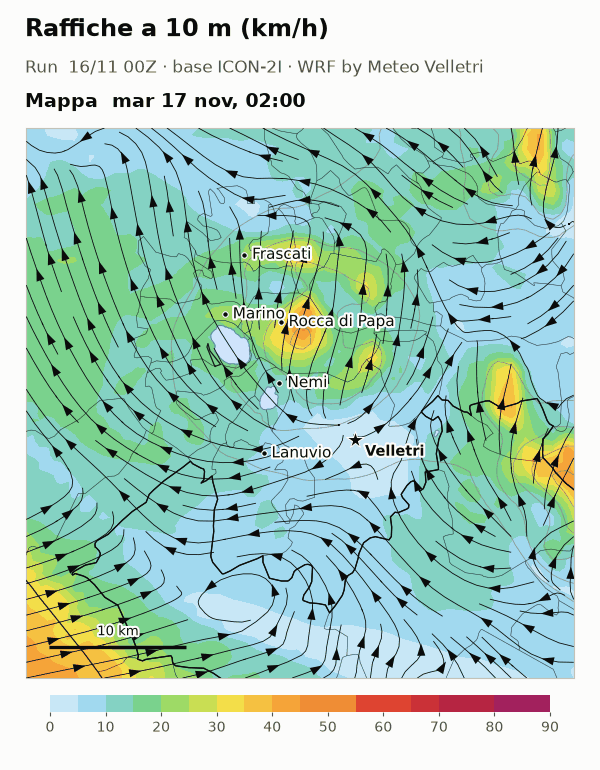 Raffiche a 10 m (km/h)
Run  16/11 00Z · base ICON-2I · WRF by Meteo Velletri
Mappa  mar 17 nov, 02:00
Frascati
Marino
Rocca di Papa
Nemi
Velletri
Lanuvio
10 km
0 10 20 30 40 50 60 70 80 90